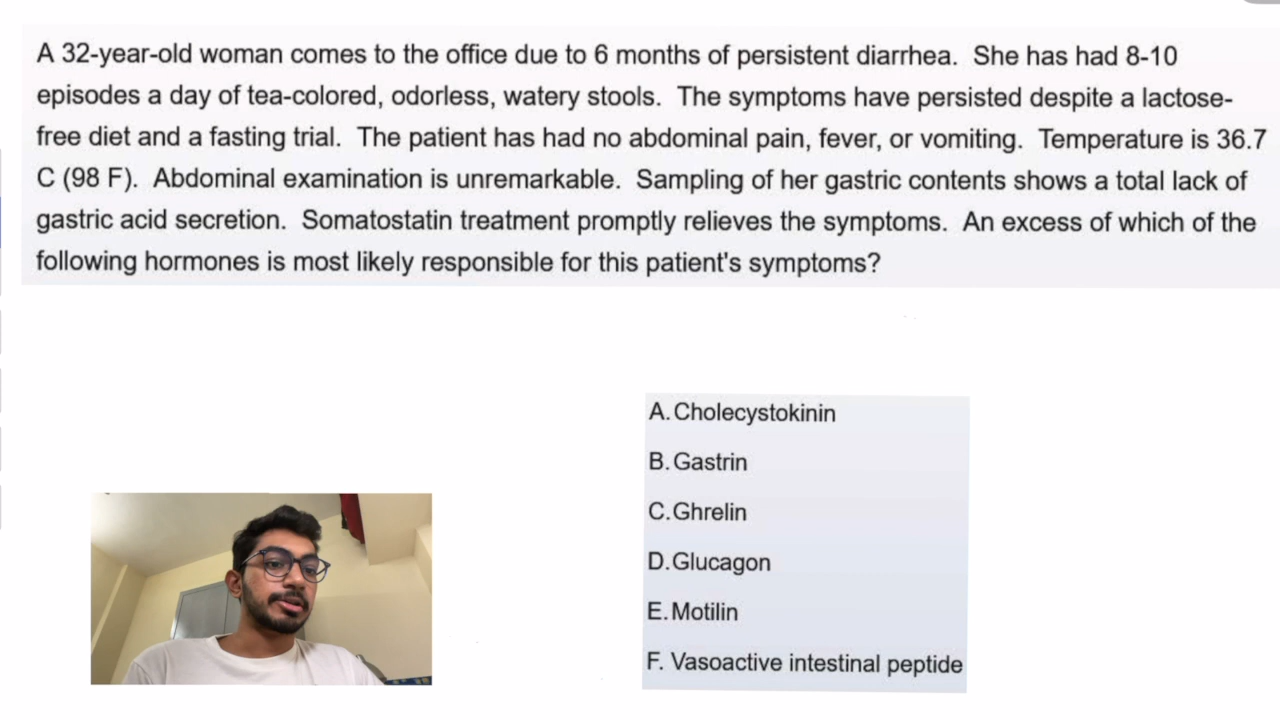 A 32-year-old woman comes to the office due to 6 months of persistent diarrhea. She has had 8-10
episodes a day of tea-colored, odorless, watery stools. The symptoms have persisted despite a lactose-
free diet and a fasting trial. The patient has had no abdominal pain, fever, or vomiting. Temperature is 36.7
C (98 F). Abdominal examination is unremarkable. Sampling of her gastric contents shows a total lack of
gastric acid secretion. Somatostatin treatment promptly relieves the symptoms. An excess of which of the
following hormones is most likely responsible for this patient's symptoms?
A. Cholecystokinin
B. Gastrin
C. Ghrelin
D. Glucagon
E. Motilin
F. Vasoactive intestinal peptide